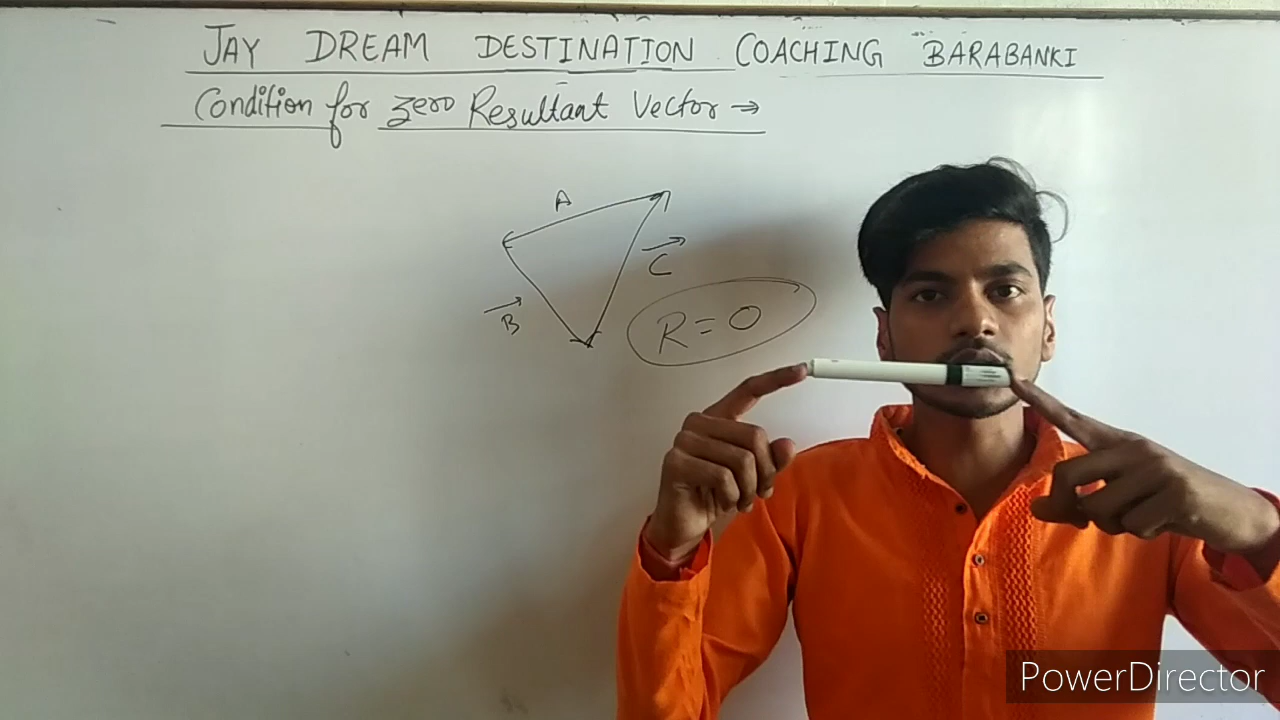 JAY DREAM DESTINATION COACHING BARABANKI
Condition for zero Resultant Vector →
A
C
B
R = 0
PowerDirector